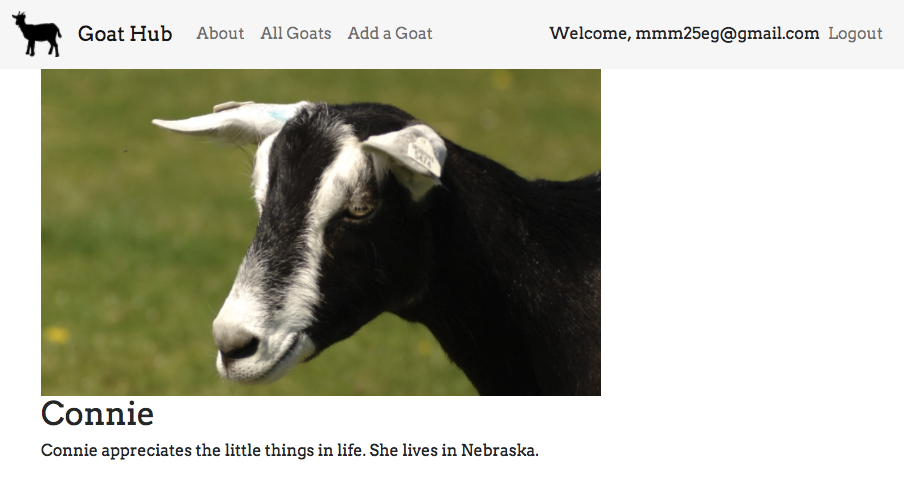 Goat Hub About All Goats Add a Goat Welcome, mmm25eg@gmail.com Logout
Connie
Connie appreciates the little things in life. She lives in Nebraska.